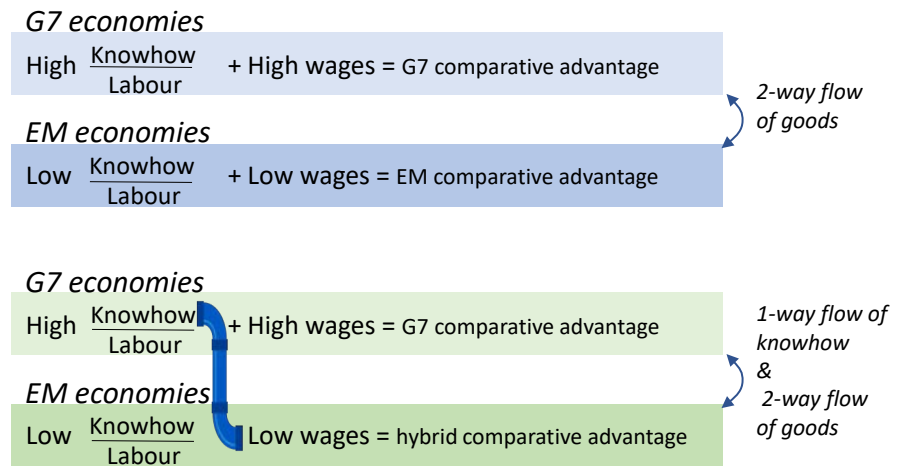 G7 economies
High Knowhow + High wages = G7 comparative advantage
Labour
2-way flow
of goods
EM economies
Low Knowhow + Low wages = EM comparative advantage
Labour
G7 economies
High Knowhow + High wages = G7 comparative advantage
Labour
1-way flow of
knowhow
&
2-way flow
of goods
EM economies
Low Knowhow Low wages = hybrid comparative advantage
Labour